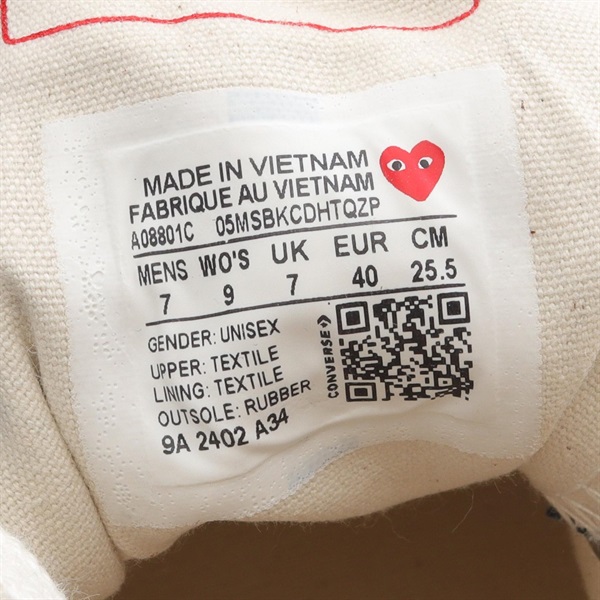 MADE IN VIETNAM
FABRIQUE AU VIETNAM
A08801C 05MSBKCDHTQZP
MENS WO'S UK EUR CM
7 9 7 40 25.5
GENDER: UNISEX
UPPER: TEXTILE
LINING: TEXTILE
OUTSOLE: RUBBER
9A 2402 A34
CONVERSE